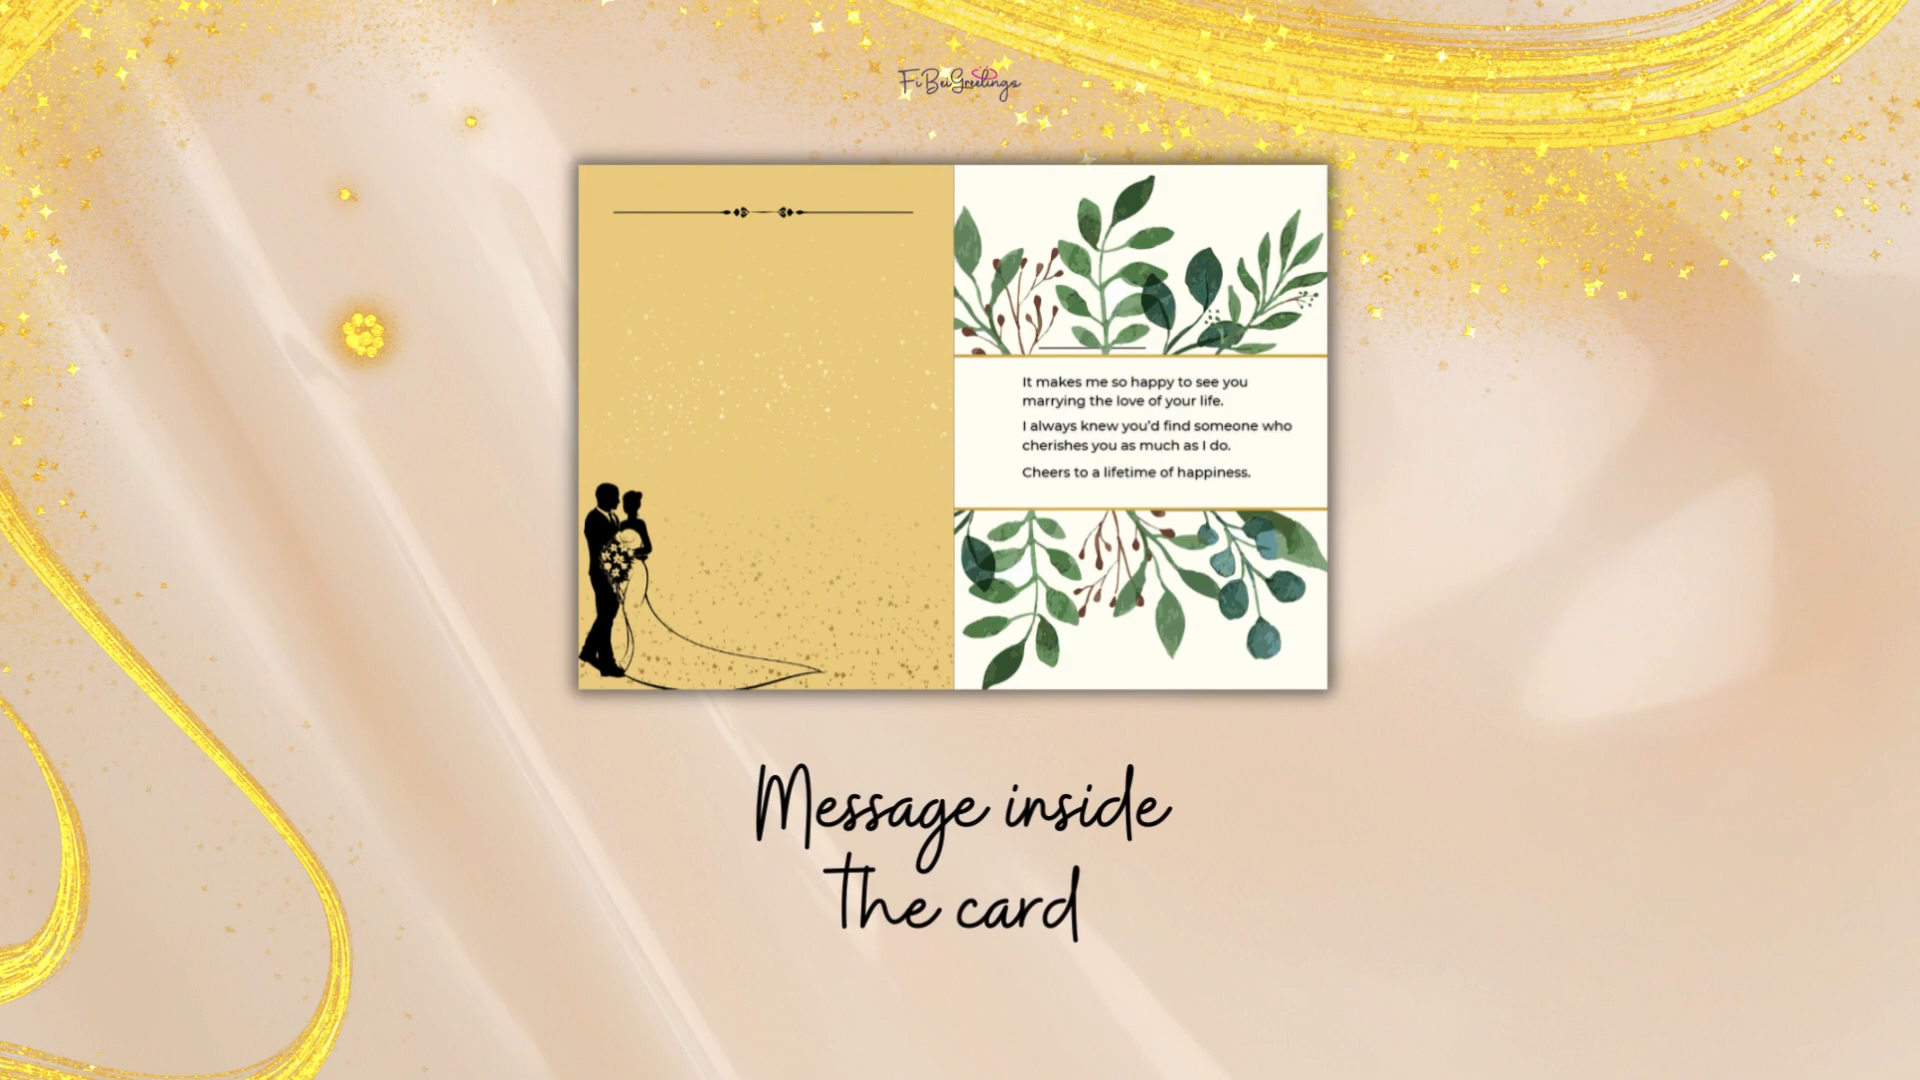 FiBeiGreetings
It makes me so happy to see you
marrying the love of your life.
I always knew you'd find someone who
cherishes you as much as I do.
Cheers to a lifetime of happiness.
Message inside
the card